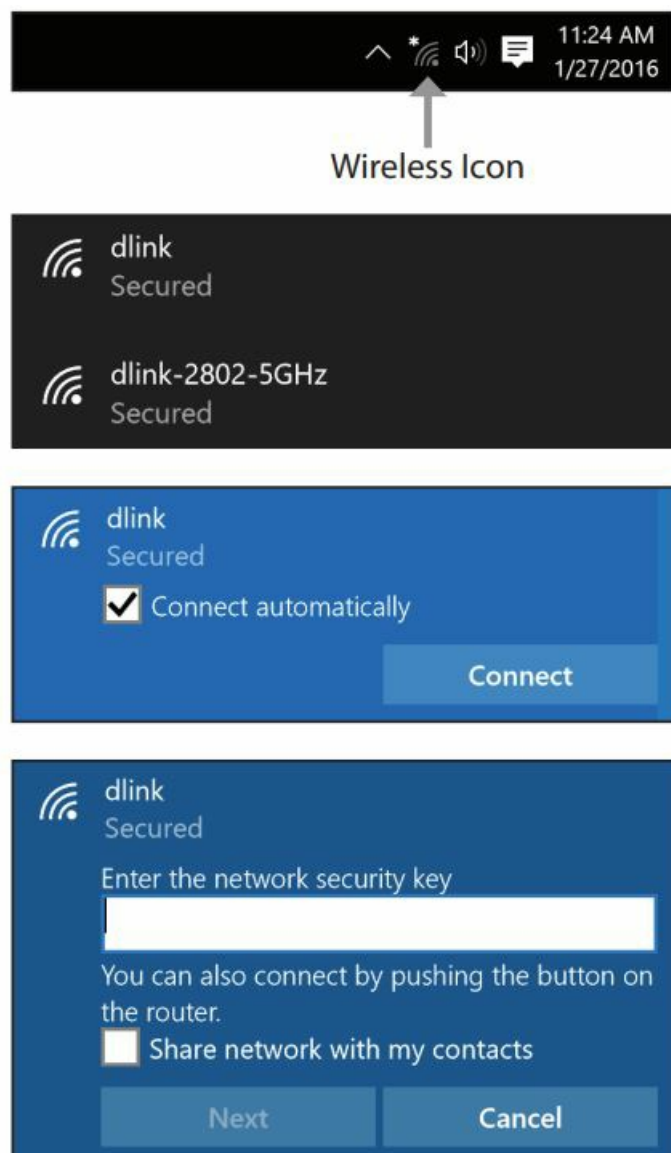 11:24 AM
1/27/2016
Wireless Icon
dlink
Secured
dlink-2802-5GHz
Secured
dlink
Secured
Connect automatically
Connect
dlink
Secured
Enter the network security key
You can also connect by pushing the button on
the router.
Share network with my contacts
Next
Cancel